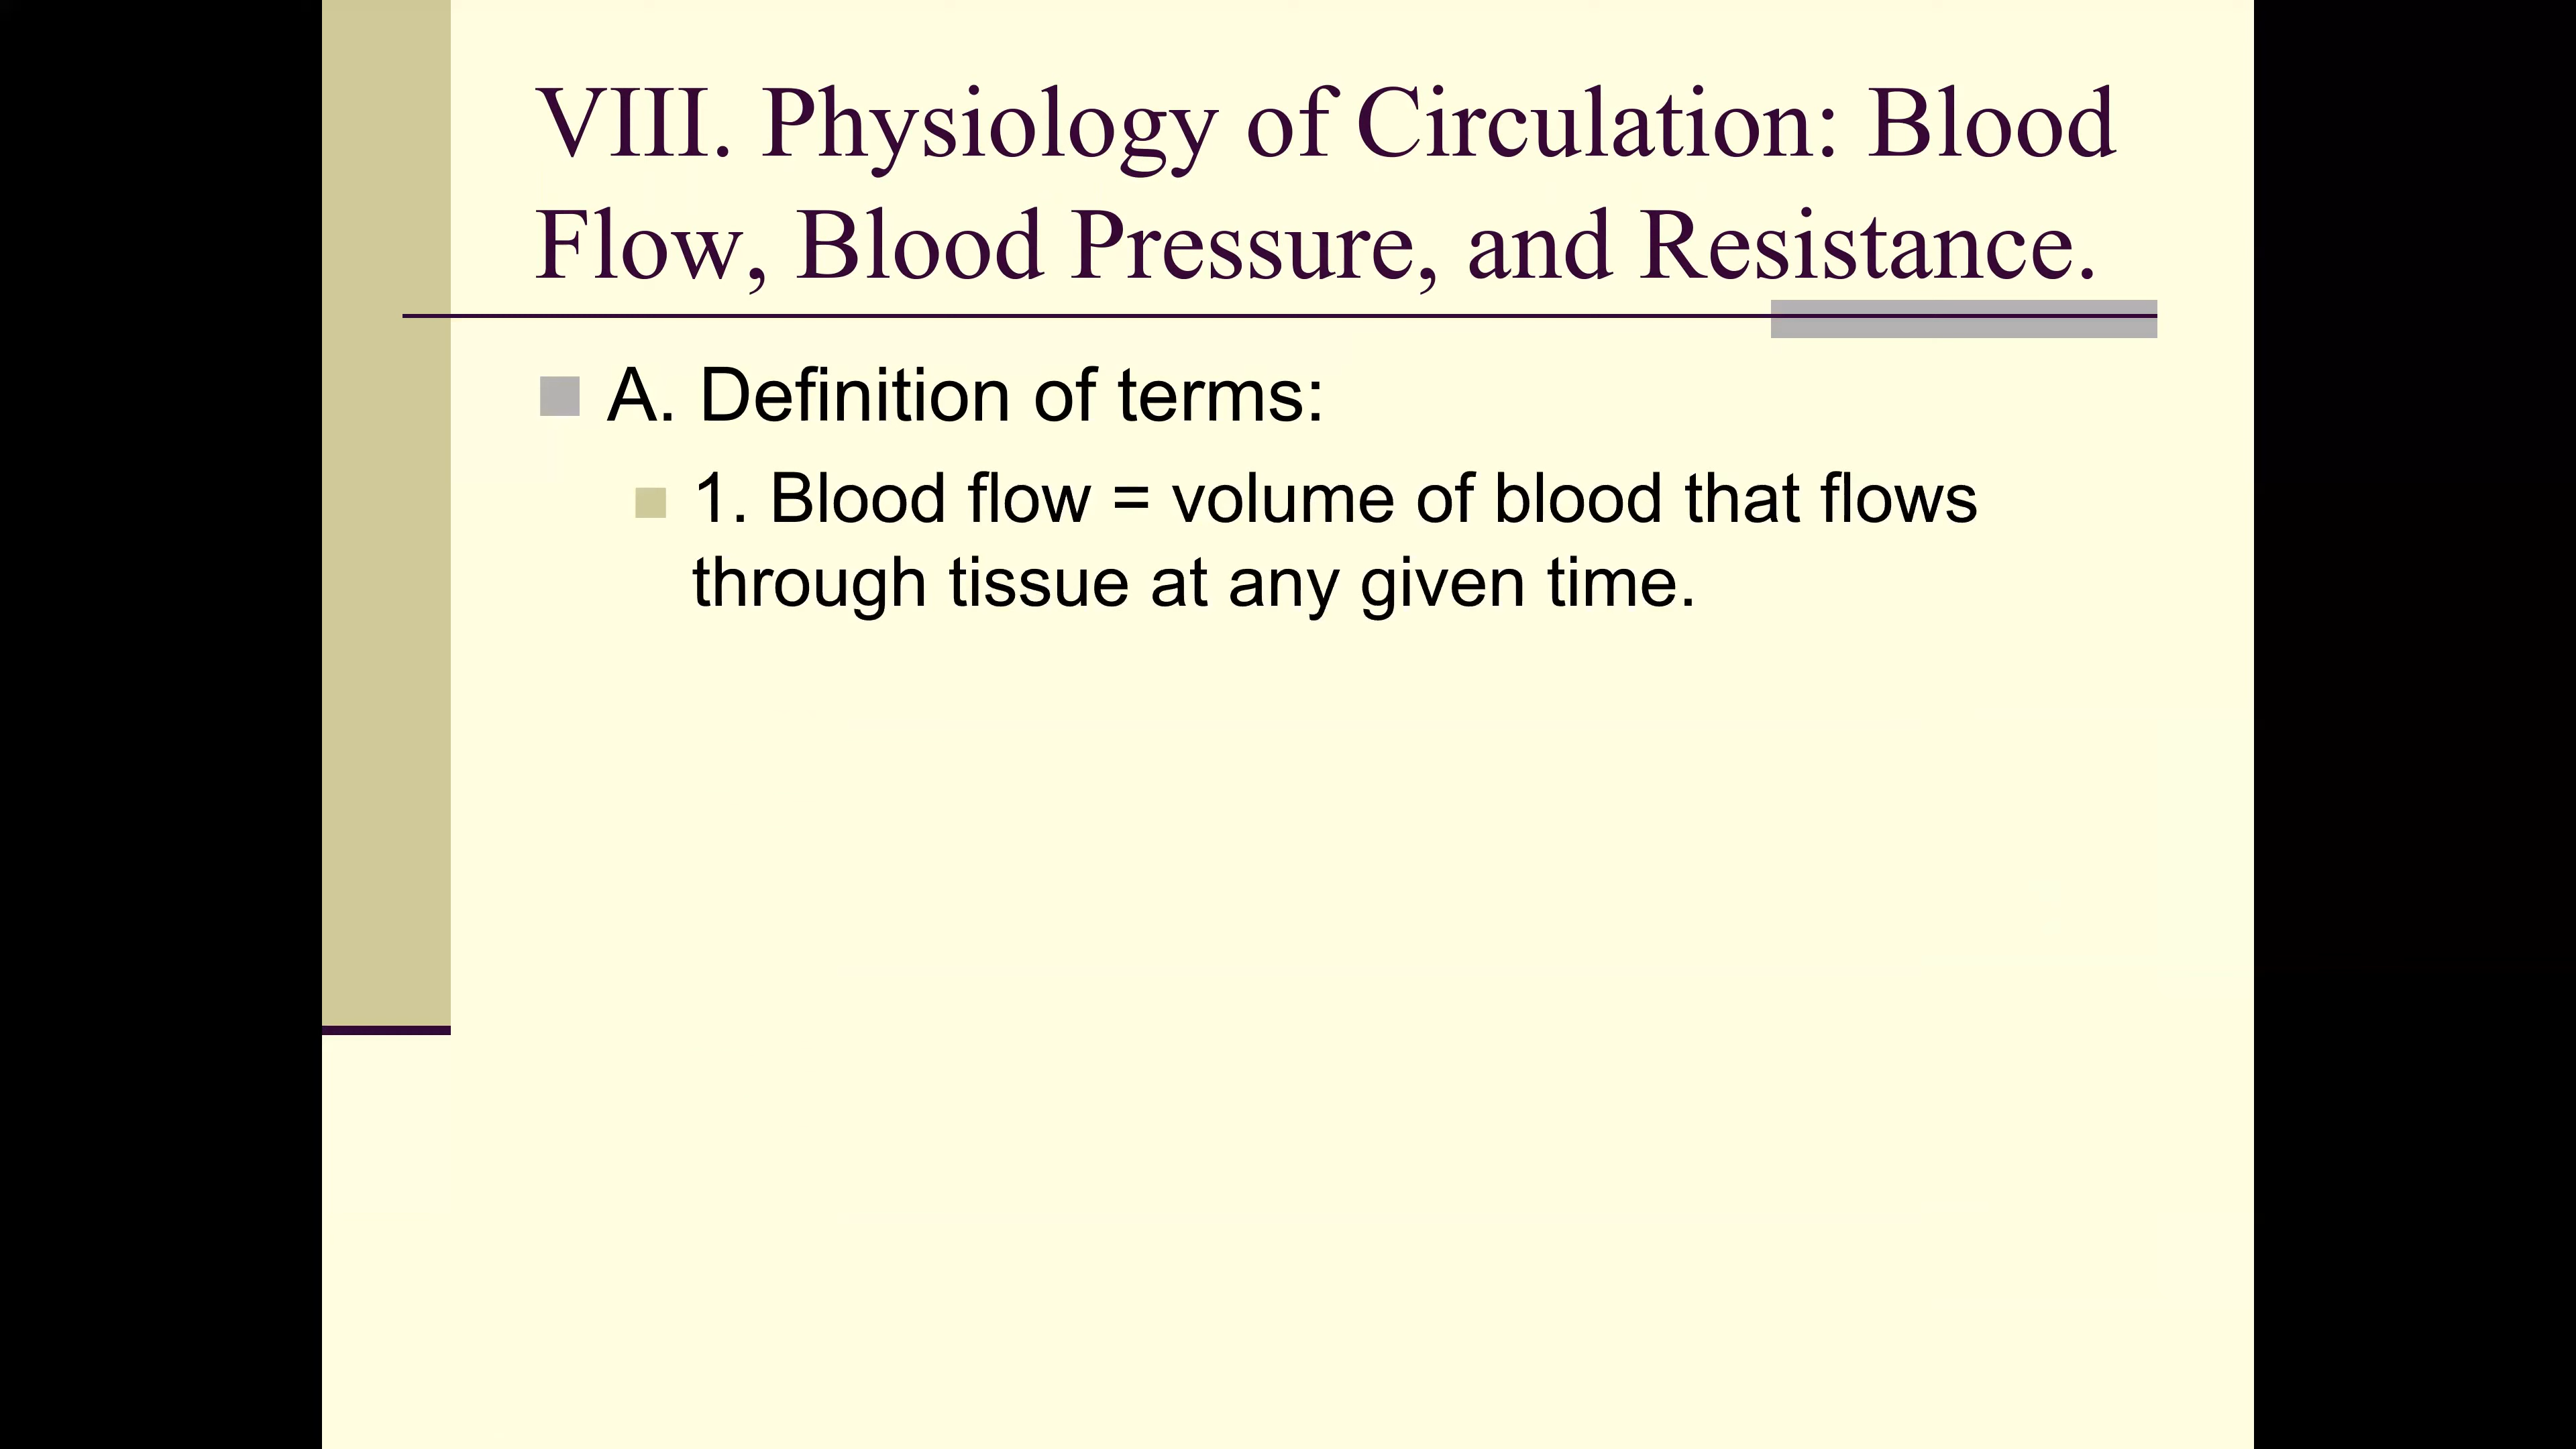 VIII. Physiology of Circulation: Blood
Flow, Blood Pressure, and Resistance.
A. Definition of terms:
1. Blood flow = volume of blood that flows
through tissue at any given time.